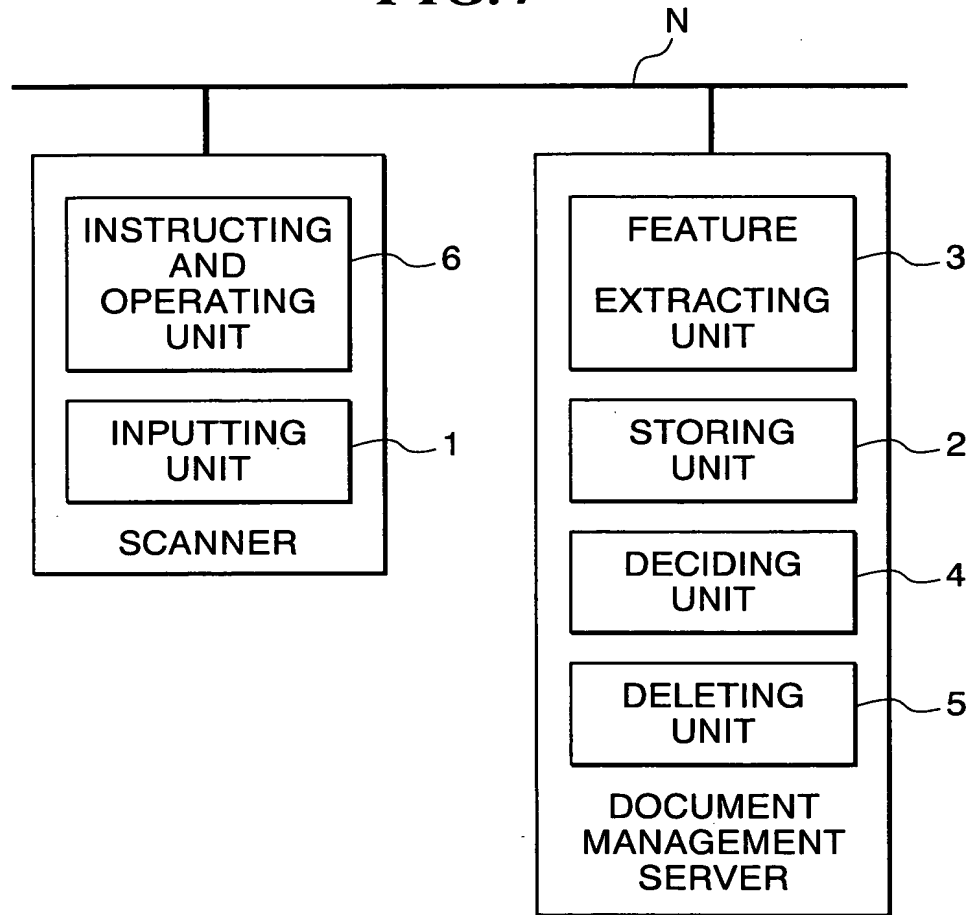 N
INSTRUCTING
AND
OPERATING
UNIT
6
INPUTTING
UNIT
1
SCANNER
FEATURE
EXTRACTING
UNIT
3
STORING
UNIT
2
DECIDING
UNIT
4
DELETING
UNIT
5
DOCUMENT
MANAGEMENT
SERVER